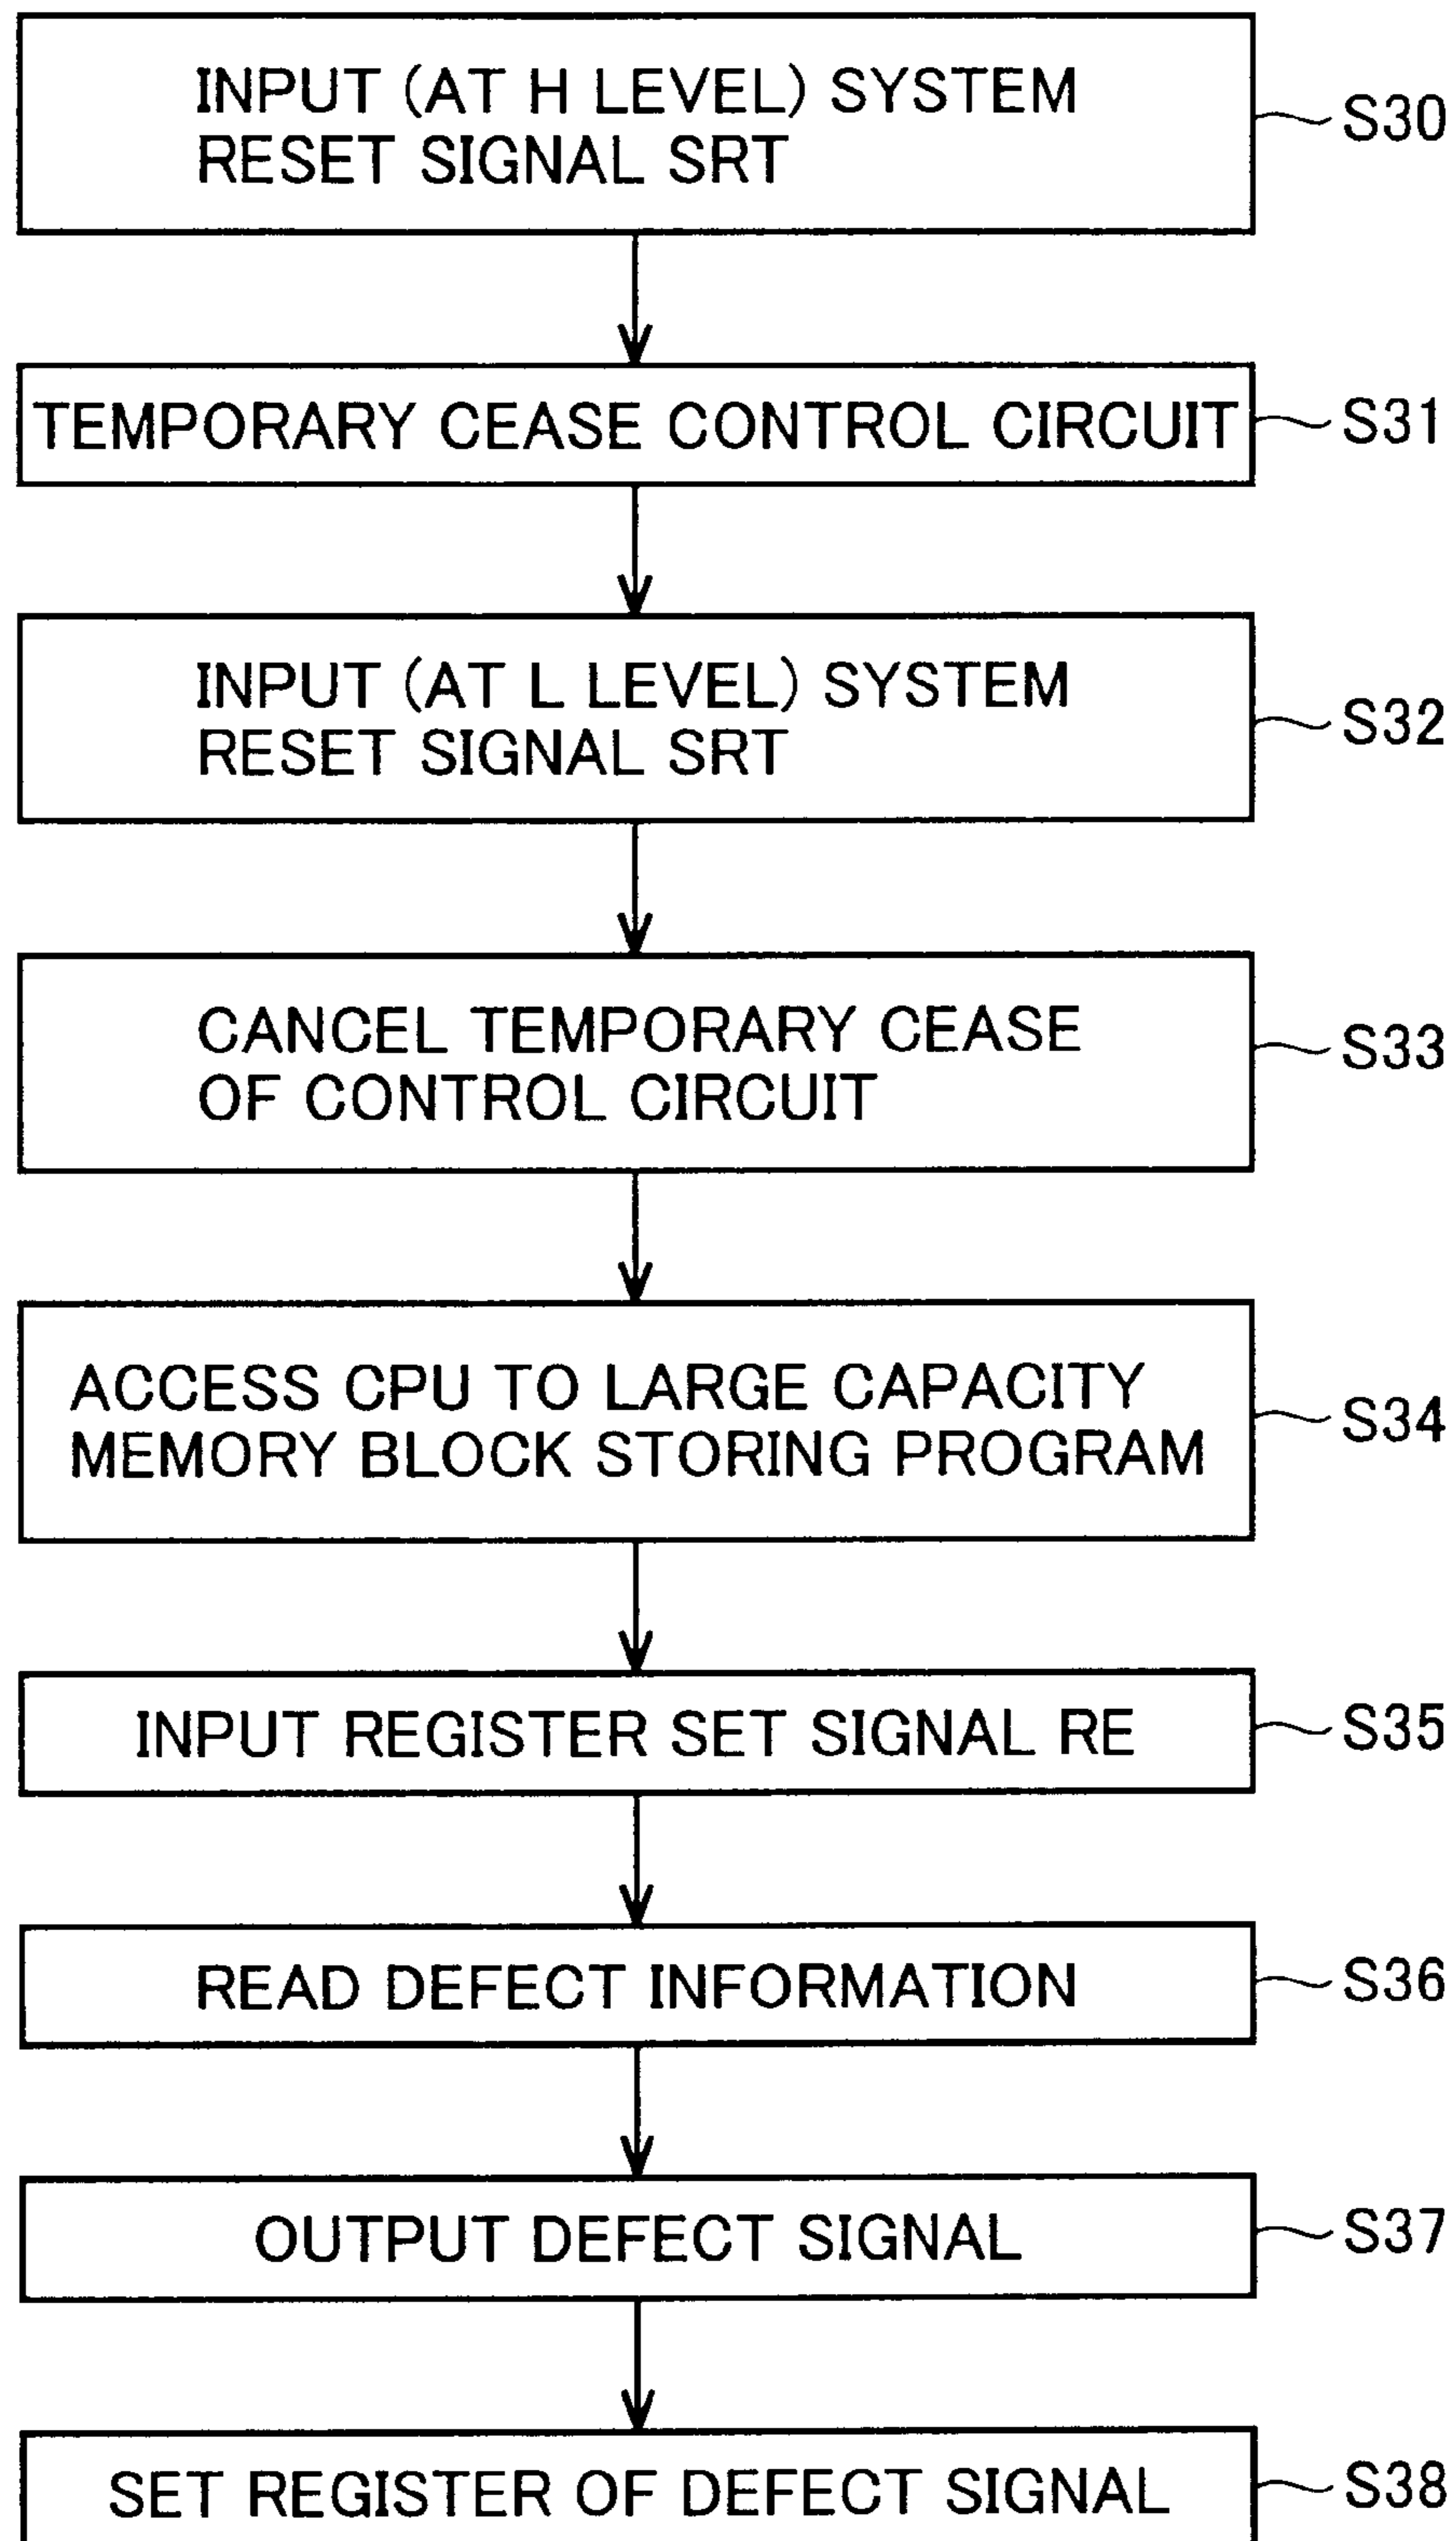 INPUT (AT H LEVEL) SYSTEM
RESET SIGNAL SRT
S30
TEMPORARY CEASE CONTROL CIRCUIT
S31
INPUT (AT L LEVEL) SYSTEM
RESET SIGNAL SRT
S32
CANCEL TEMPORARY CEASE
OF CONTROL CIRCUIT
S33
ACCESS CPU TO LARGE CAPACITY
MEMORY BLOCK STORING PROGRAM
S34
INPUT REGISTER SET SIGNAL RE
S35
READ DEFECT INFORMATION
S36
OUTPUT DEFECT SIGNAL
S37
SET REGISTER OF DEFECT SIGNAL
S38